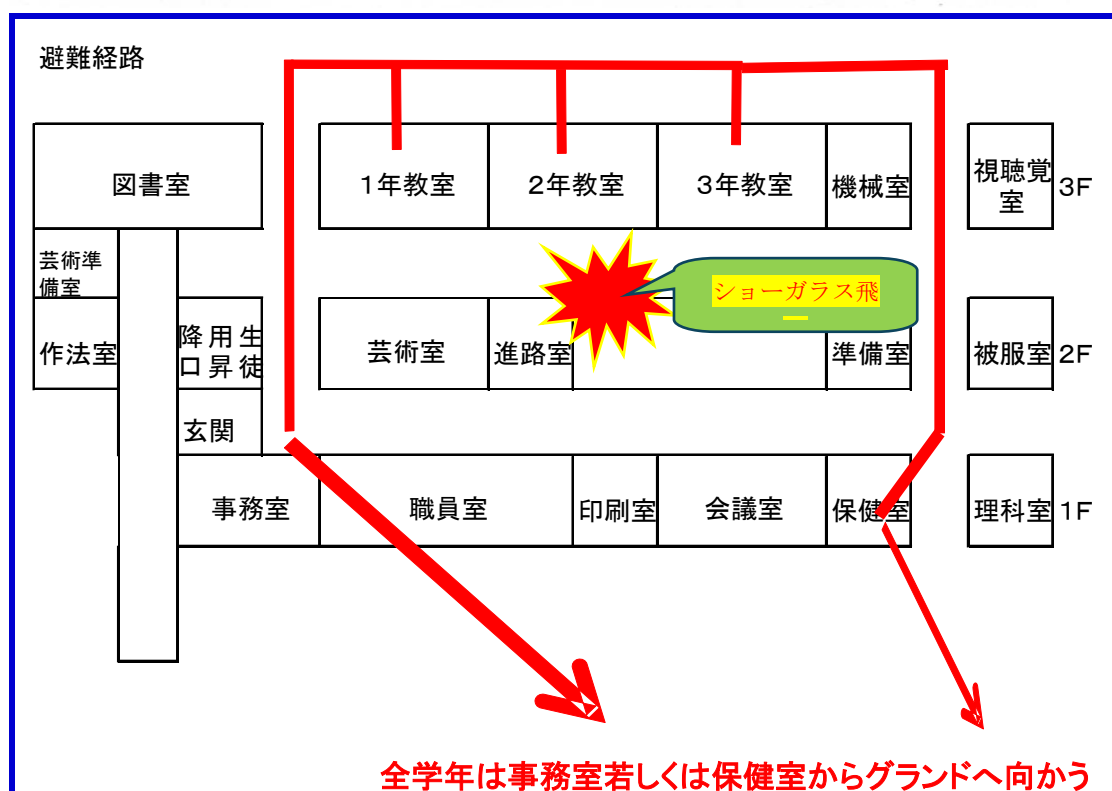 避難経路
図書室
1年教室
2年教室
3年教室
機械室
視聴覚
室
3F
芸術準
備室
ショーガラス飛
作法室
降用生
口昇徒
芸術室
進路室
準備室
被服室
2F
玄関
事務室
職員室
印刷室
会議室
保健室
理科室
1F
全学年は事務室若しくは保健室からグランドへ向かう